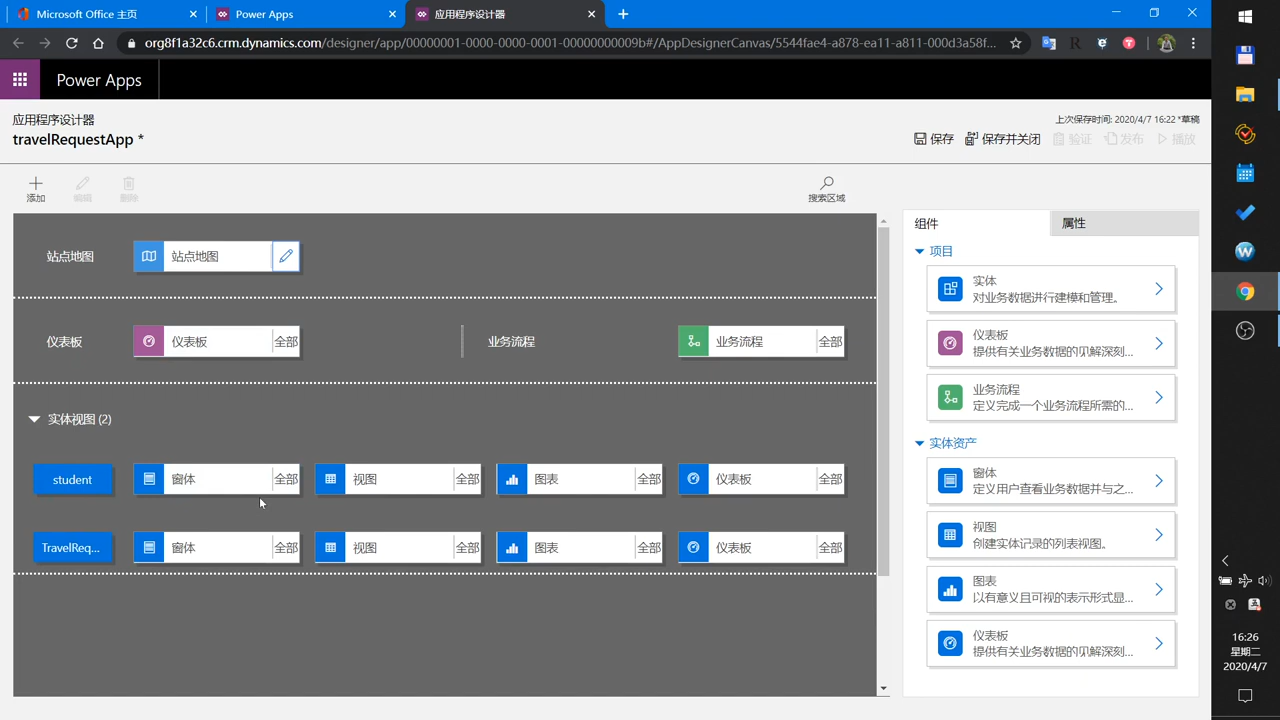 Microsoft Office 主页
Power Apps
应用程序设计器
org8f1a32c6.crm.dynamics.com/designer/app/00000001-0000-0000-0001-00000000009b#/AppDesignerCanvas/5544fae4-a878-ea11-a811-000d3a58f...
Power Apps
应用程序设计器
travelRequestApp *
上次保存时间: 2020/4/7 16:22 *草稿
保存
保存并关闭
验证
发布
播放
添加
编辑
删除
搜索区域
站点地图
站点地图
仪表板
仪表板
全部
业务流程
业务流程
全部
实体视图 (2)
student
窗体
全部
视图
全部
图表
全部
仪表板
全部
TravelReq...
窗体
全部
视图
全部
图表
全部
仪表板
全部
组件
属性
项目
实体
对业务数据进行建模和管理。
仪表板
提供有关业务数据的见解深刻...
业务流程
定义完成一个业务流程所需的...
实体资产
窗体
定义用户查看业务数据并与之...
视图
创建实体记录的列表视图。
图表
以有意义且可视的表示形式显...
仪表板
提供有关业务数据的见解深刻...
16:26
星期二
2020/4/7